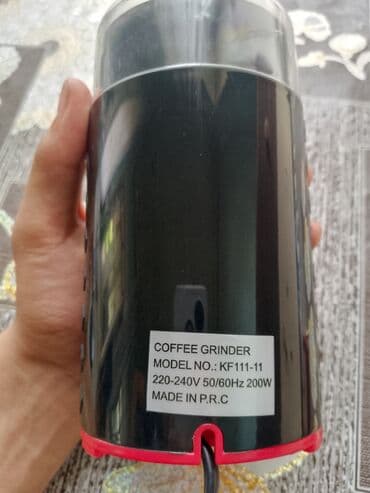 COFFEE GRINDER
MODEL NO.: KF111-11
220-240V 50/60Hz 200W
MADE IN P.R.C